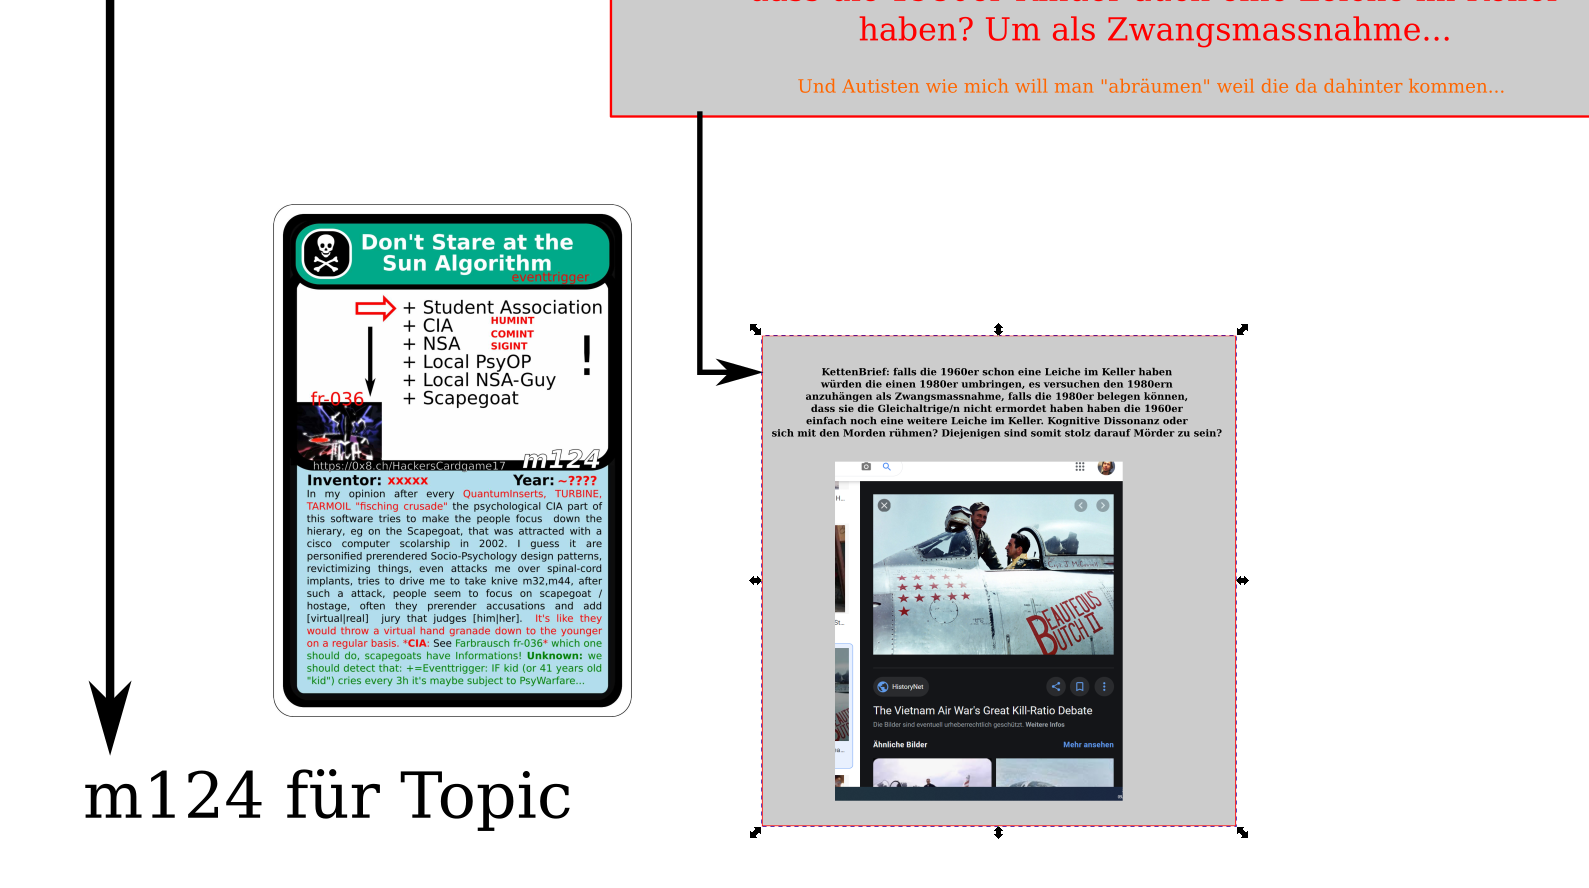 haben? Um als Zwangsmassnahme...
Und Autisten wie mich will man "abräumen" weil die da dahinter kommen...
Don't Stare at the
Sun Algorithm
eventtrigger
+ Student Association
+ CIA
+ NSA
+ Local PsyOP
+ Local NSA-Guy
+ Scapegoat
HUMINT
COMINT
SIGINT
!
fr-036
https://0x8.ch/HackersCardgame17
m124
Inventor: xxxxx Year: ~????
In my opinion after every QuantumInserts, TURBINE,
TARMOIL "fisching crusade" the psychological CIA part of
this software tries to make the people focus down the
hierary, eg on the Scapegoat, that was attracted with a
cisco computer scolarship in 2002. I guess it are
personified prerendered Socio-Psychology design patterns,
revictimizing things, even attacks me over spinal-cord
implants, tries to drive me to take knive m32,m44, after
such a attack, people seem to focus on scapegoat /
hostage, often they prerender accusations and add
[virtual|real] jury that judges [him|her]. It's like they
would throw a virtual hand granade down to the younger
on a regular basis. *CIA: See Farbrausch fr-036* which one
should do, scapegoats have Informations! Unknown: we
should detect that: +=Eventtrigger: IF kid (or 41 years old
"kid") cries every 3h it's maybe subject to PsyWarfare...
m124 für Topic
KettenBrief: falls die 1960er schon eine Leiche im Keller haben
würden die einen 1980er umbringen, es versuchen den 1980ern
anzuhängen als Zwangsmassnahme, falls die 1980er belegen können,
dass sie die Gleichaltrige/n nicht ermordet haben haben die 1960er
einfach noch eine weitere Leiche im Keller. Kognitive Dissonanz oder
sich mit den Morden rühmen? Diejenigen sind somit stolz darauf Mörder zu sein?
BEAUTEOUS
BUTCH II
HistoryNet
The Vietnam Air War's Great Kill-Ratio Debate
Die Bilder sind eventuell urheberrechtlich geschützt. Weitere Infos
Ähnliche Bilder Mehr ansehen